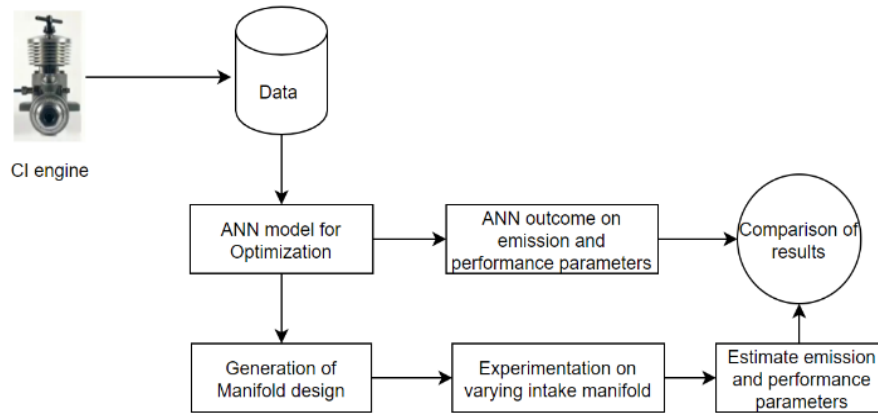 Data
CI engine
ANN model for
Optimization
ANN outcome on
emission and
performance parameters
Comparison of
results
Generation of
Manifold design
Experimentation on
varying intake manifold
Estimate emission
and performance
parameters